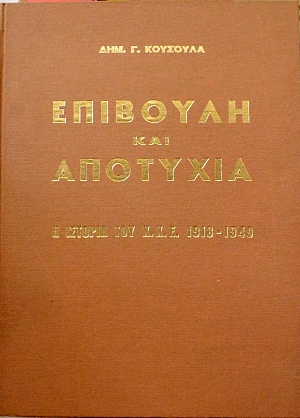 ΔΗΜ. Γ. ΚΟΥΣΟΥΛΑ
ΕΠΙΒΟΥΛΗ
ΚΑΙ
ΑΠΟΤΥΧΙΑ
Η ΙΣΤΟΡΙΑ ΤΟΥ Κ.Κ.Ε. 1918-1949